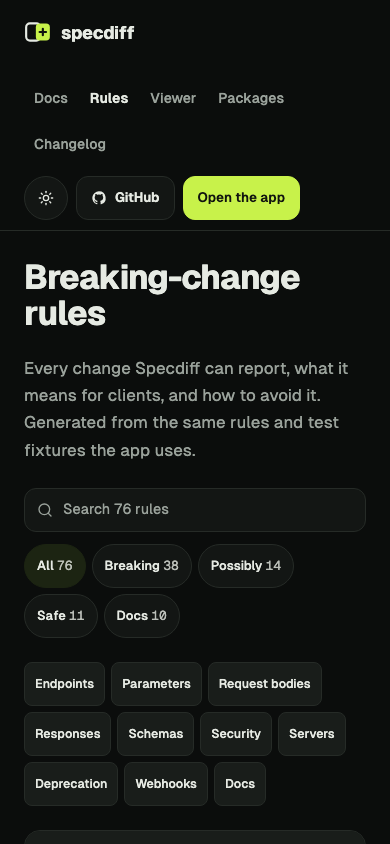 specdiff
Docs Rules Viewer Packages
Changelog
GitHub Open the app
Breaking-change
rules
Every change Specdiff can report, what it
means for clients, and how to avoid it.
Generated from the same rules and test
fixtures the app uses.
Search 76 rules
All 76 Breaking 38 Possibly 14
Safe 11 Docs 10
Endpoints Parameters Request bodies
Responses Schemas Security Servers
Deprecation Webhooks Docs